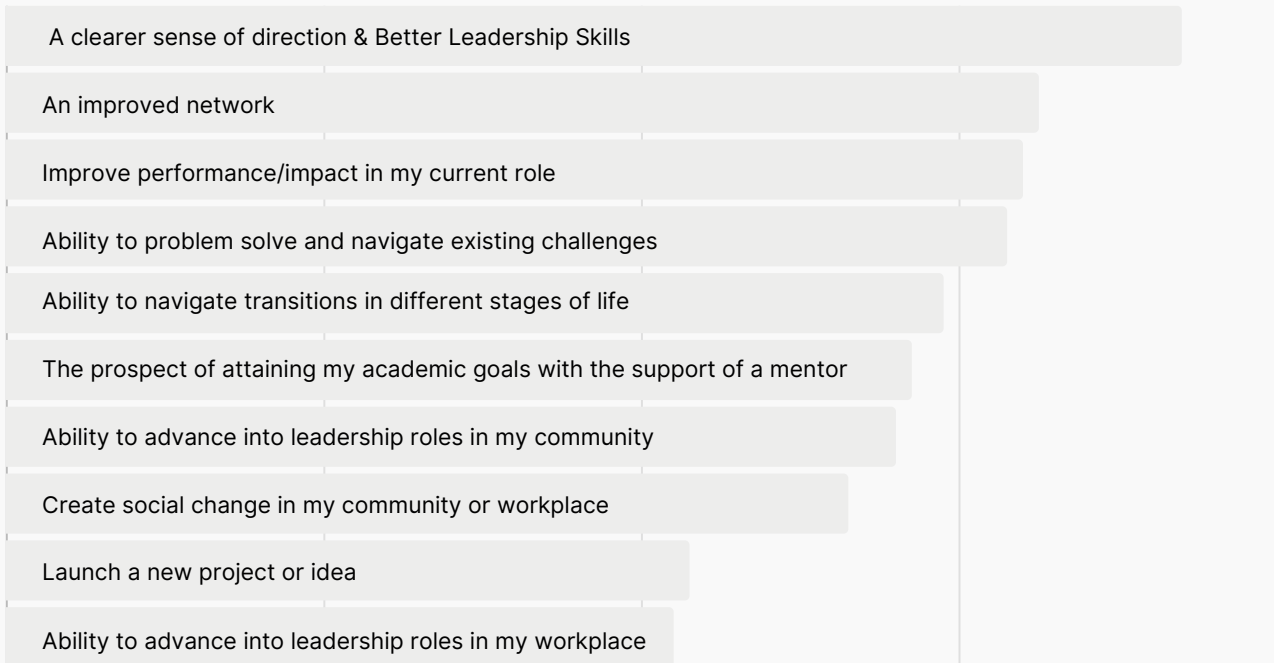 A clearer sense of direction & Better Leadership Skills
An improved network
Improve performance/impact in my current role
Ability to problem solve and navigate existing challenges
Ability to navigate transitions in different stages of life
The prospect of attaining my academic goals with the support of a mentor
Ability to advance into leadership roles in my community
Create social change in my community or workplace
Launch a new project or idea
Ability to advance into leadership roles in my workplace